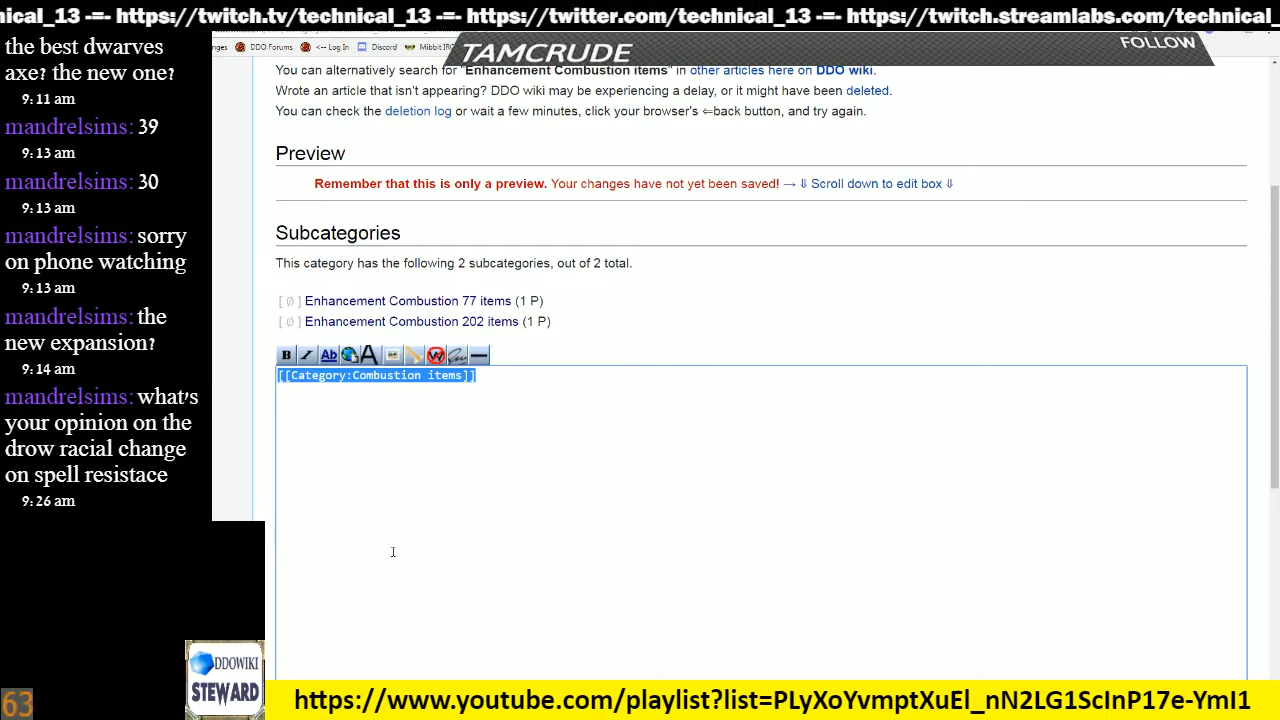 nical_13 -=- https://twitch.tv/technical_13 -=- https://twitter.com/technical_13 -=- https://twitch.streamlabs.com/technical_
the best dwarves
axe? the new one?
9:11 am
mandrelsims: 39
9:13 am
mandrelsims: 30
9:13 am
mandrelsims: sorry
on phone watching
9:13 am
mandrelsims: the
new expansion?
9:14 am
mandrelsims: what's
your opinion on the
drow racial change
on spell resistace
9:26 am
nges DDO Forums <-- Log In Discord Mibbit IRC
TAMCRUDE
FOLLOW
You can alternatively search for "Enhancement Combustion items" in other articles here on DDO wiki.
Wrote an article that isn't appearing? DDO wiki may be experiencing a delay, or it might have been deleted.
You can check the deletion log or wait a few minutes, click your browser's ⇐back button, and try again.
Preview
Remember that this is only a preview. Your changes have not yet been saved! → ⇓ Scroll down to edit box ⇓
Subcategories
This category has the following 2 subcategories, out of 2 total.
[ ∅ ] Enhancement Combustion 77 items (1 P)
[ ∅ ] Enhancement Combustion 202 items (1 P)
B I Ab A W
[[Category:Combustion items]]
DDOWIKI
STEWARD
63
https://www.youtube.com/playlist?list=PLyXoYvmptXuEl_nN2LG1ScInP17e-YmI1